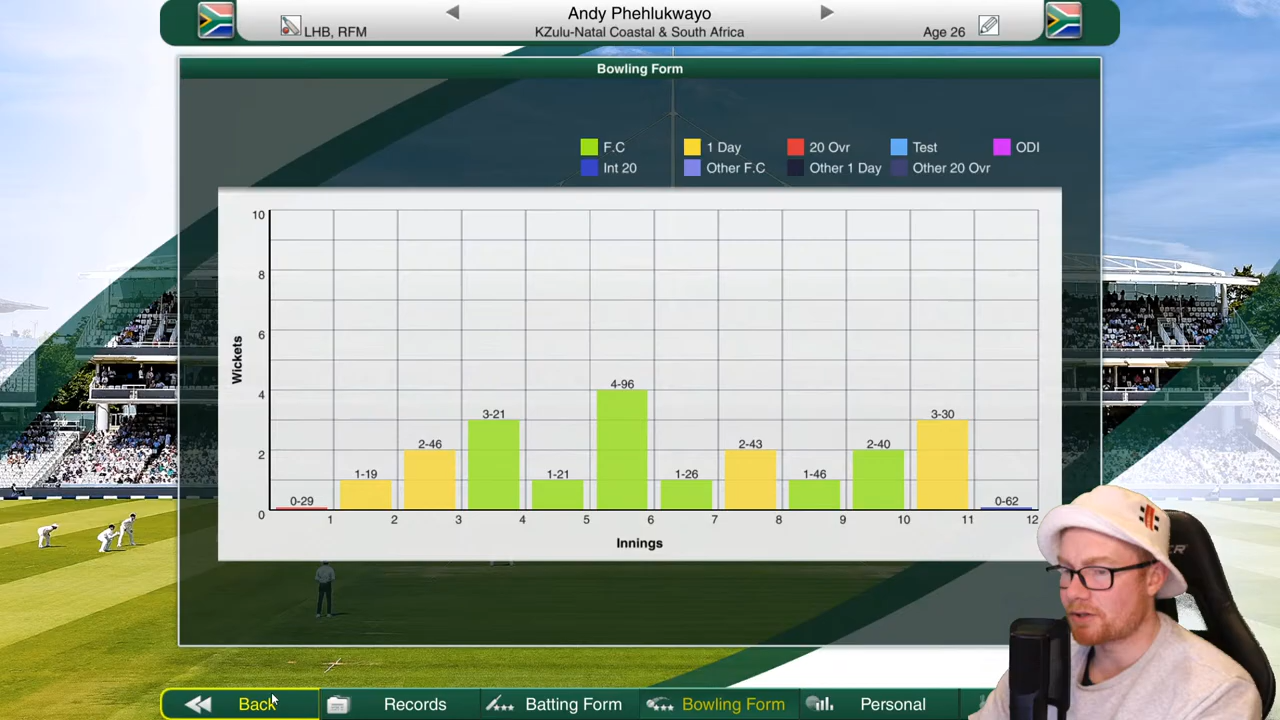 Andy Phehlukwayo
LHB, RFM
KZulu-Natal Coastal & South Africa
Age 26
Bowling Form
F.C
1 Day
20 Ovr
Test
ODI
Int 20
Other F.C
Other 1 Day
Other 20 Ovr
Wickets
10
8
6
4
2
0
0-29
1-19
2-46
3-21
1-21
4-96
1-26
2-43
1-46
2-40
3-30
0-62
1 2 3 4 5 6 7 8 9 10 11 12
Innings
Back
Records
Batting Form
Bowling Form
Personal